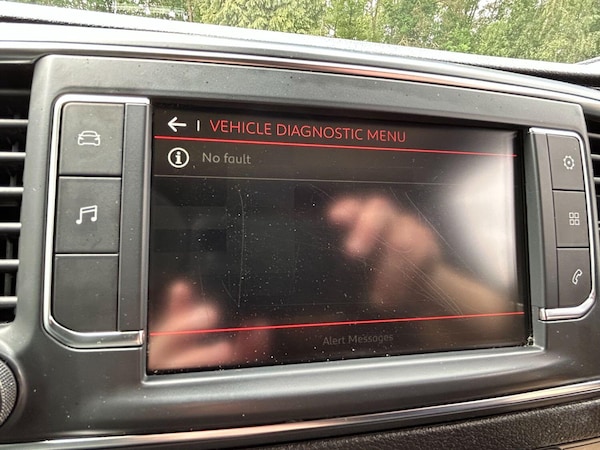 VEHICLE DIAGNOSTIC MENU
No fault
Alert Messages